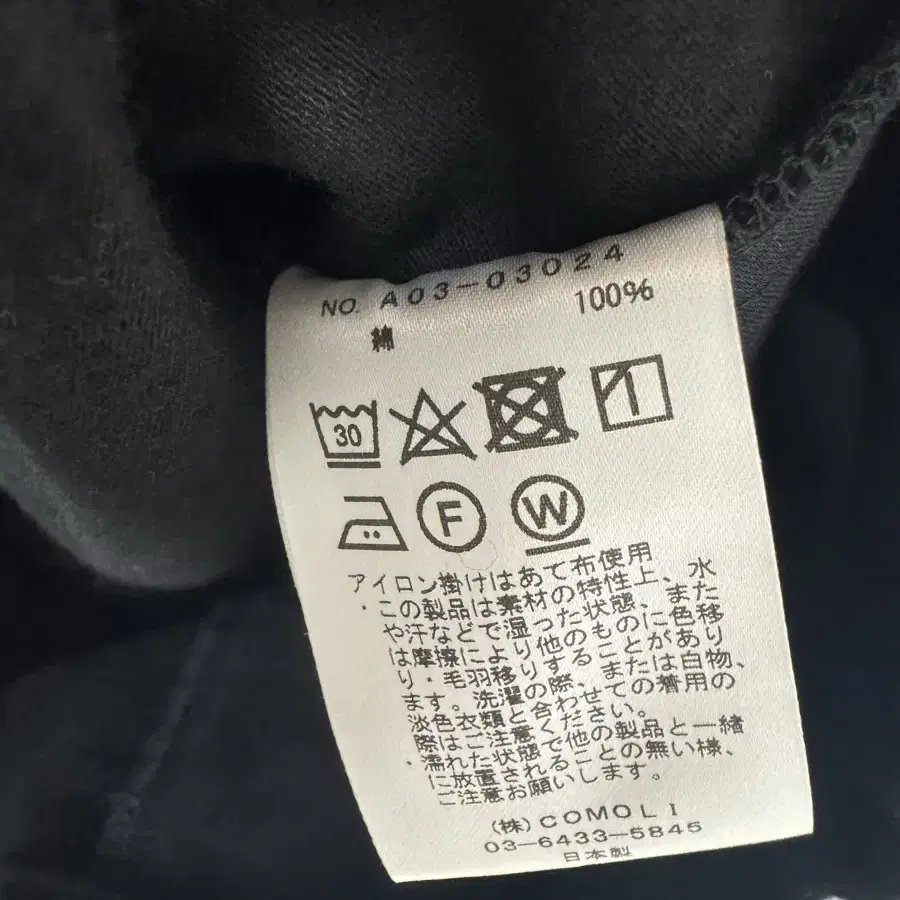 NO. A03-03024
綿 100%
30
F W
アイロン掛けはあて布使用
・この製品は素材の特性上、水
や汗などで湿った状態、また
は摩擦により他のものに色移
り・毛羽移りすることがあり
ます。洗濯の際、または白物、
淡色衣類と合わせての着用の
際はご注意ください。
・濡れた状態で他の製品と一緒
に放置されることの無い様、
ご注意お願いします。
(株) COMOLI
03-6433-5845
日本製